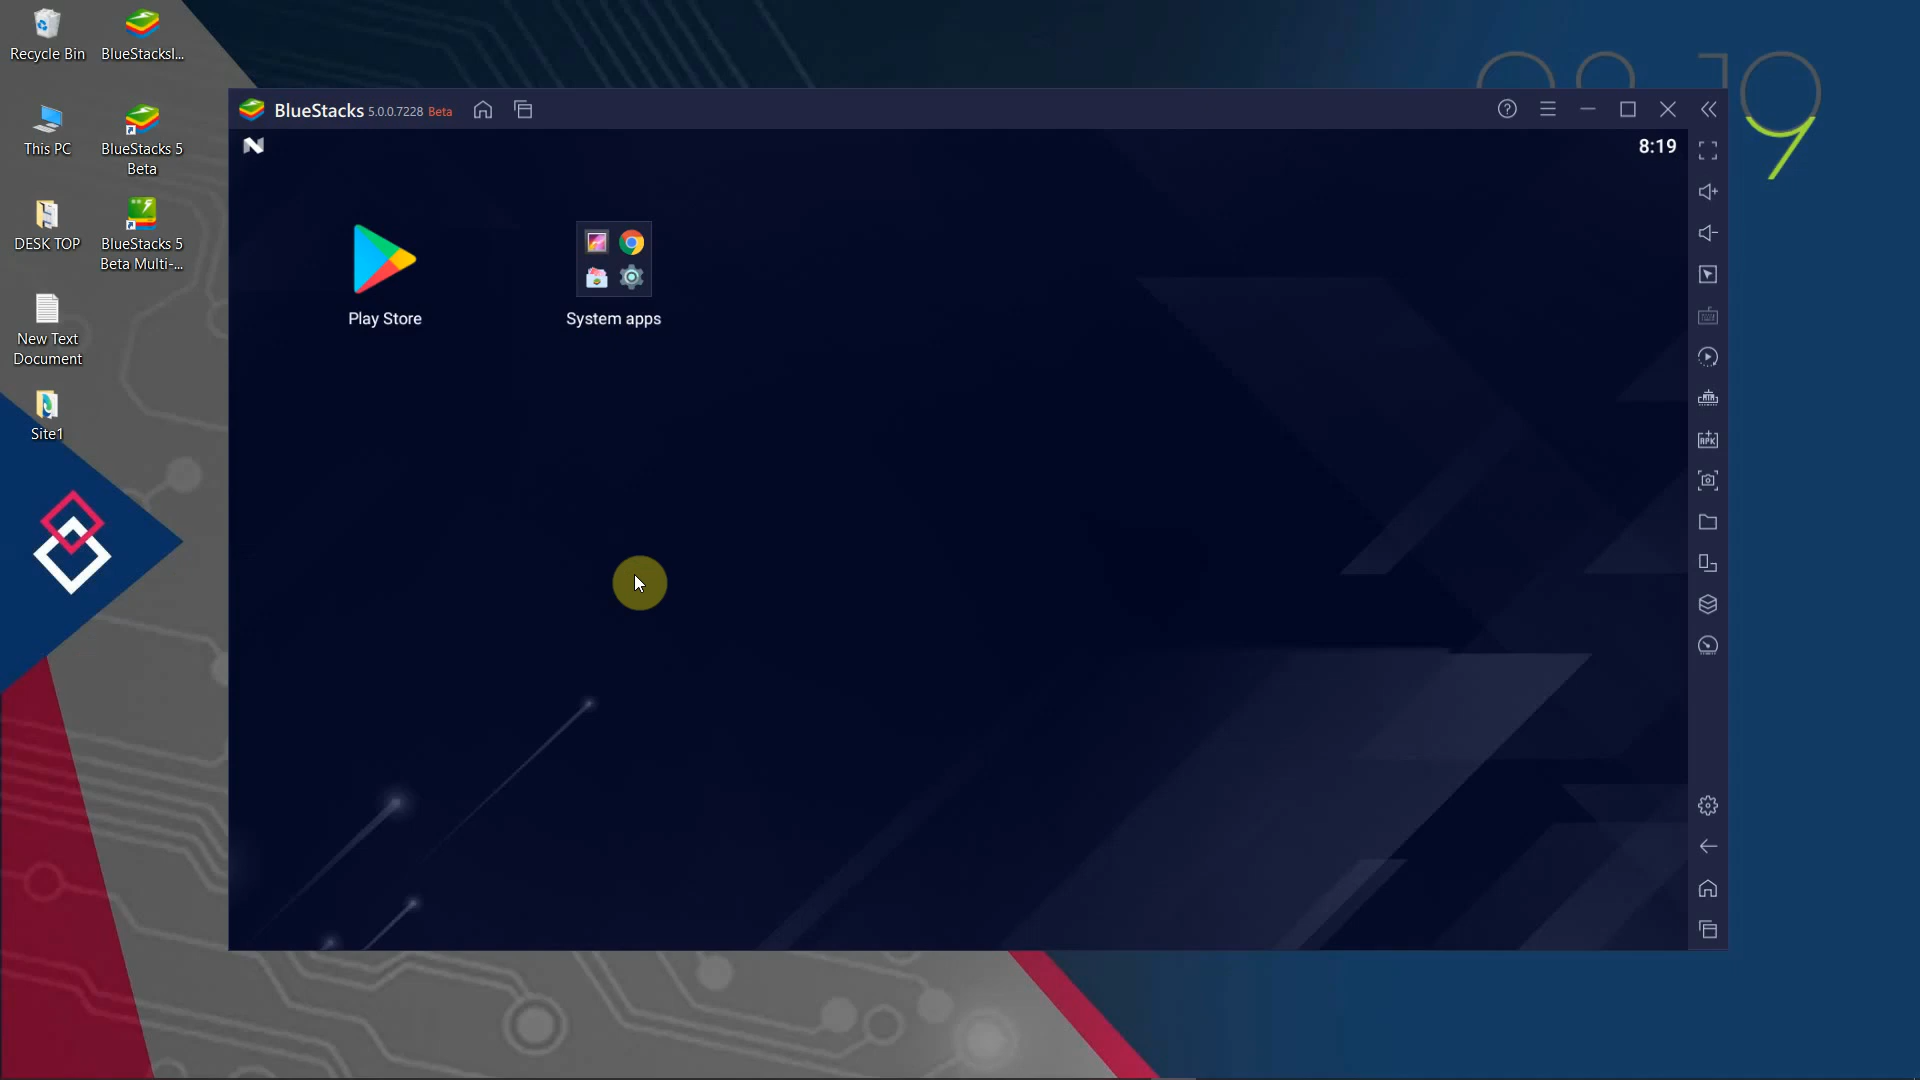 Recycle Bin
BlueStacksI...
This PC
BlueStacks 5
Beta
DESK TOP
BlueStacks 5
Beta Multi-...
New Text
Document
Site1
BlueStacks 5.0.0.7228 Beta
8:19
Play Store
System apps
APK